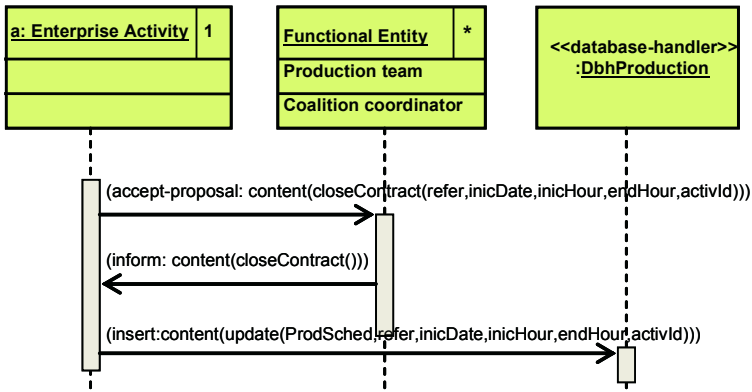 a: Enterprise Activity 1
Functional Entity *
Production team
Coalition coordinator
<<database-handler>>
:DbhProduction
(accept-proposal: content(closeContract(refer,inicDate,inicHour,endHour,activId)))
(inform: content(closeContract()))
(insert:content(update(ProdSched,refer,inicDate,inicHour,endHour,activId)))